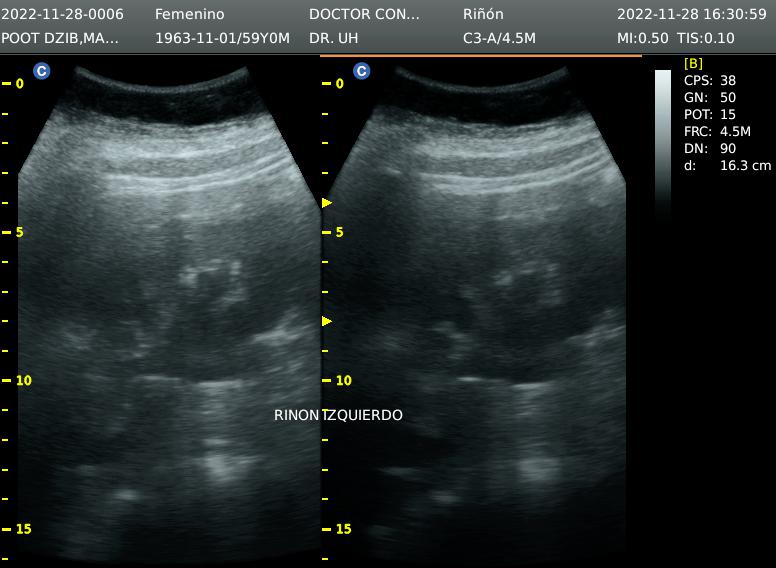 2022-11-28-0006 Femenino DOCTOR CON... Riñón 2022-11-28 16:30:59
POOT DZIB,MA... 1963-11-01/59Y0M DR. UH C3-A/4.5M MI:0.50 TIS:0.10
[B]
CPS: 38
GN: 50
POT: 15
FRC: 4.5M
DN: 90
d: 16.3 cm
C
C
0
0
5
5
10
10
RINON IZQUIERDO
15
15